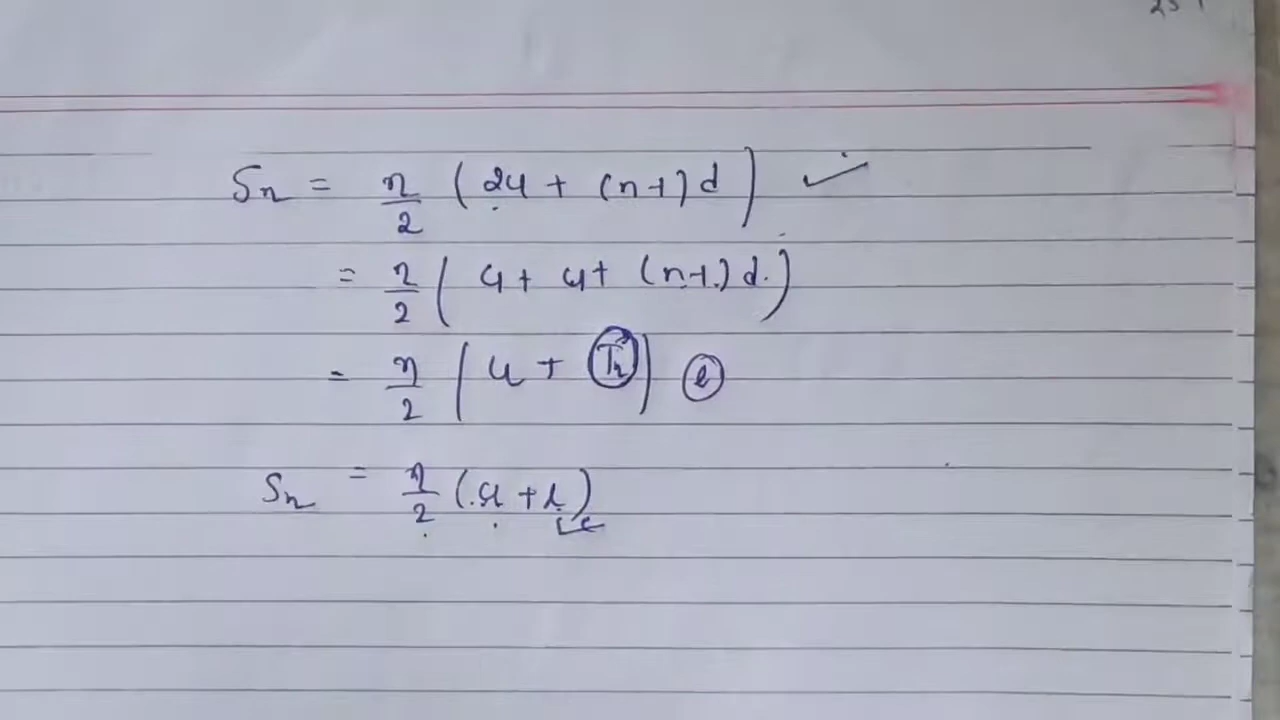 Sn = n/2 (2a + (n-1)d) ✓
= n/2 (a + a + (n-1)d)
= n/2 (a + Tn) l
Sn = n/2 (a + l)